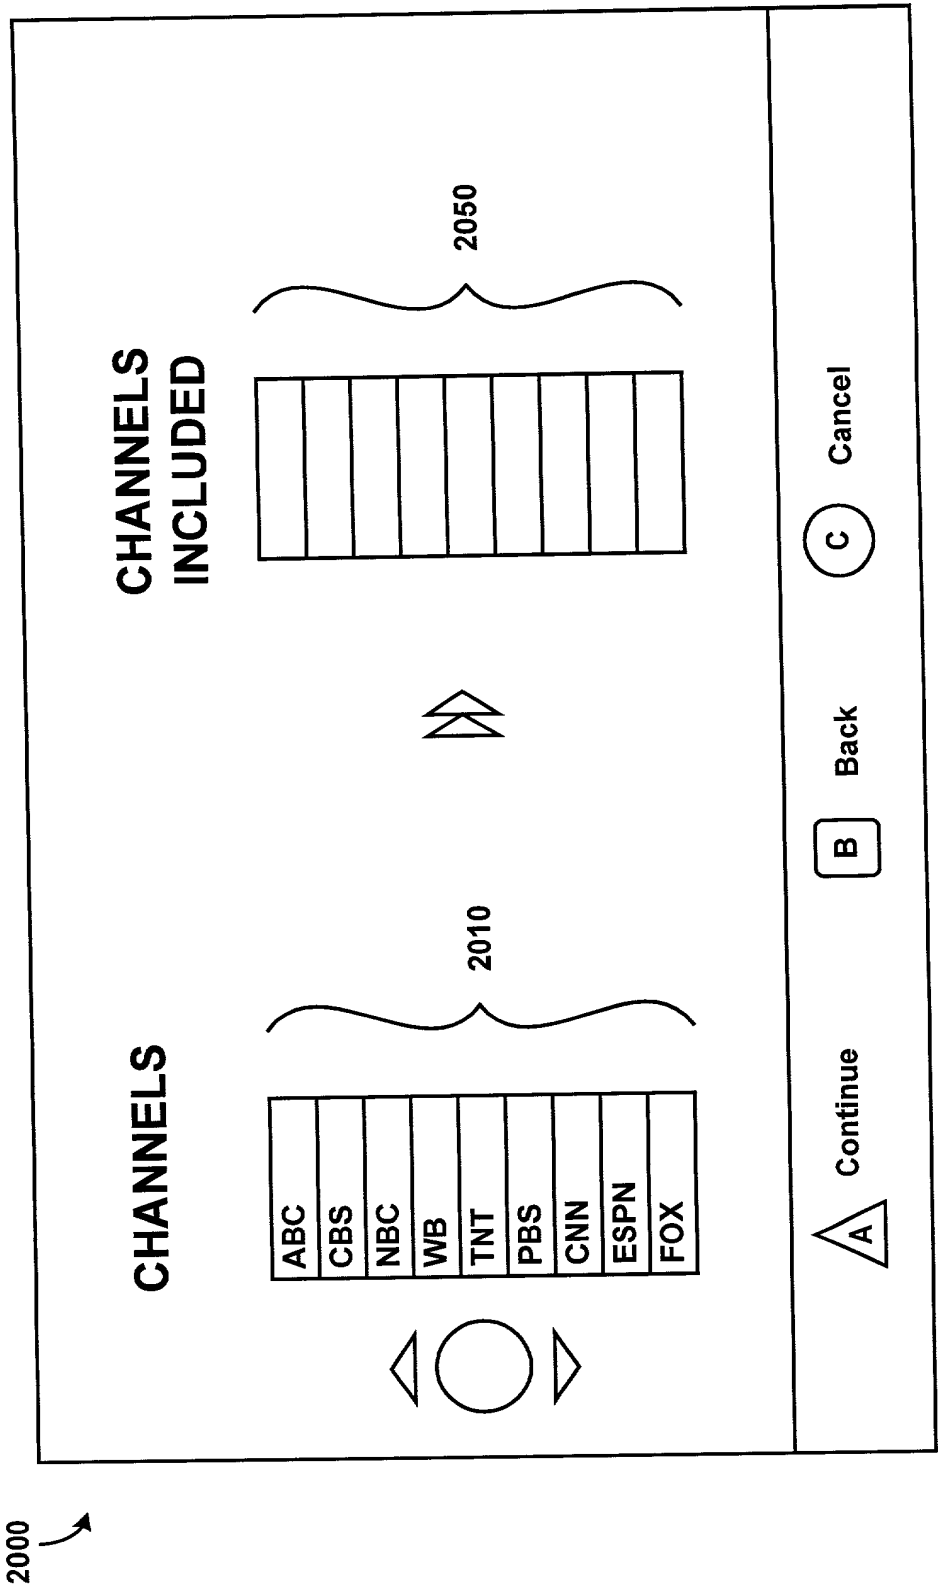 2000
CHANNELS
CHANNELS
INCLUDED
ABC
CBS
NBC
WB
TNT
PBS
CNN
ESPN
FOX
2010
2050
A Continue B Back C Cancel